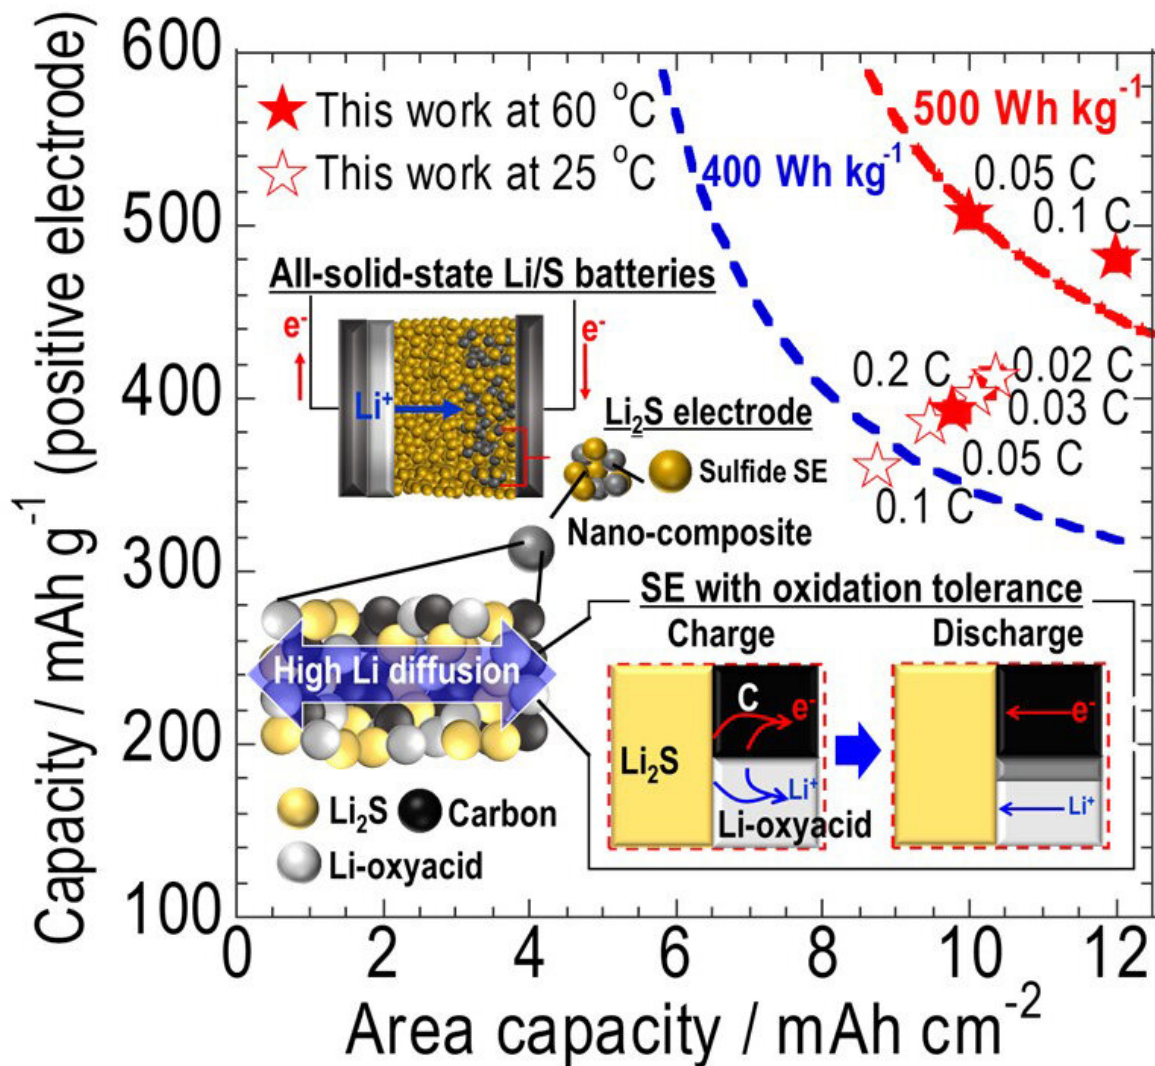 Capacity / mAh g⁻¹ (positive electrode)
600
500
400
300
200
100
This work at 60 °C
This work at 25 °C
500 Wh kg⁻¹
400 Wh kg⁻¹
0.05 C
0.1 C
All-solid-state Li/S batteries
e⁻
e⁻
Li⁺
0.2 C
0.02 C
0.03 C
0.05 C
0.1 C
Li₂S electrode
Sulfide SE
Nano-composite
High Li diffusion
SE with oxidation tolerance
Charge
Discharge
C
e⁻
e⁻
Li₂S
Li⁺
Li⁺
Li-oxyacid
Li₂S
Carbon
Li-oxyacid
0
2
4
6
8
10
12
Area capacity / mAh cm⁻²